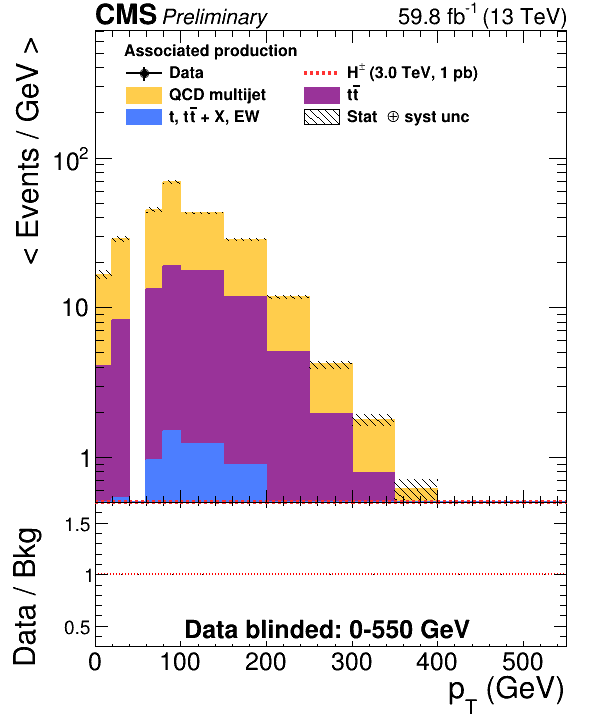 CMS Preliminary 59.8 fb⁻¹ (13 TeV)
< Events / GeV >
Associated production
Data
H± (3.0 TeV, 1 pb)
QCD multijet
tt̄
t, tt̄ + X, EW
Stat ⊕ syst unc
10²
10
1
Data / Bkg
1.5
1
0.5
Data blinded: 0-550 GeV
0 100 200 300 400 500
p_T (GeV)